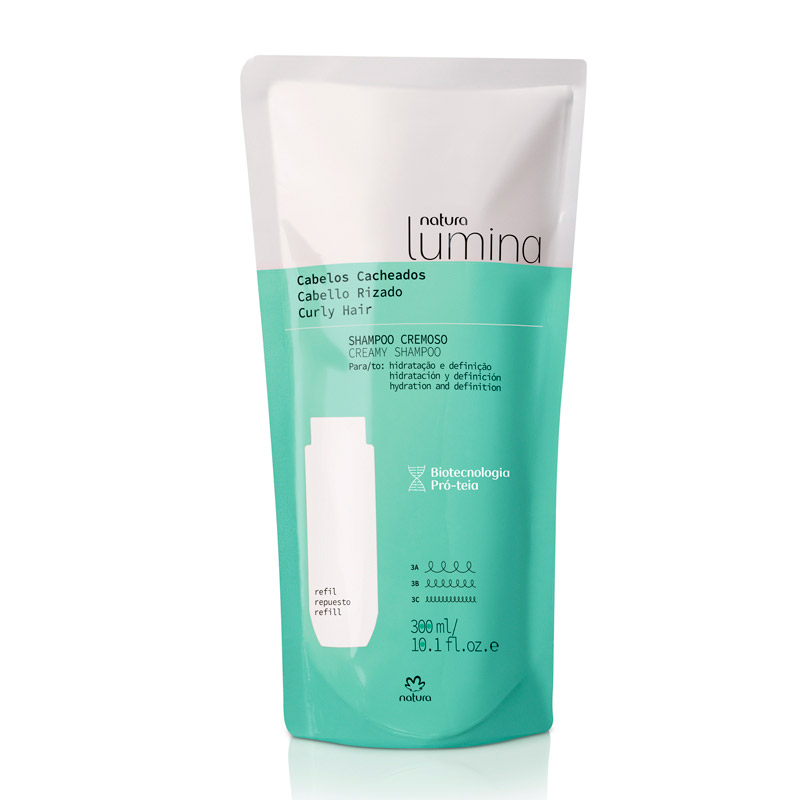 natura
lumina
Cabelos Cacheados
Cabello Rizado
Curly Hair
SHAMPOO CREMOSO
CREAMY SHAMPOO
Para/to: hidratação e definição
hidratación y definición
hydration and definition
Biotecnologia
Pró-teia
3A
3B
3C
refil
repuesto
refill
300 ml/
10.1 fl.oz.e
natura